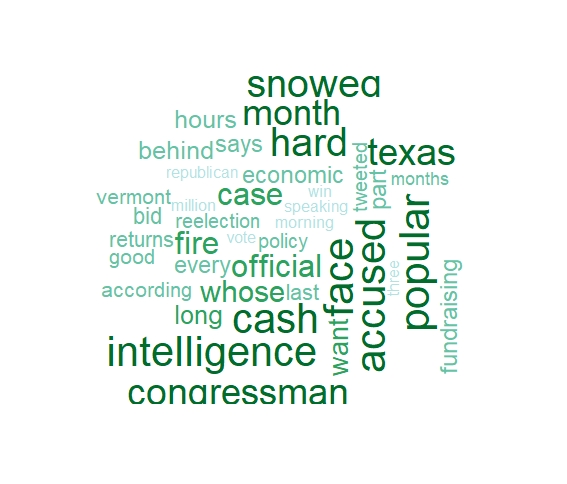 showed
month
hours
hard
says
behind
texas
tweeted
republican
economic
part
months
case
win
vermont
million
speaking
bid
reelection
morning
popular
returns
fire
vote
policy
good
face
accused
every
official
three
fundraising
according
whose
last
long
cash
want
intelligence
congressman